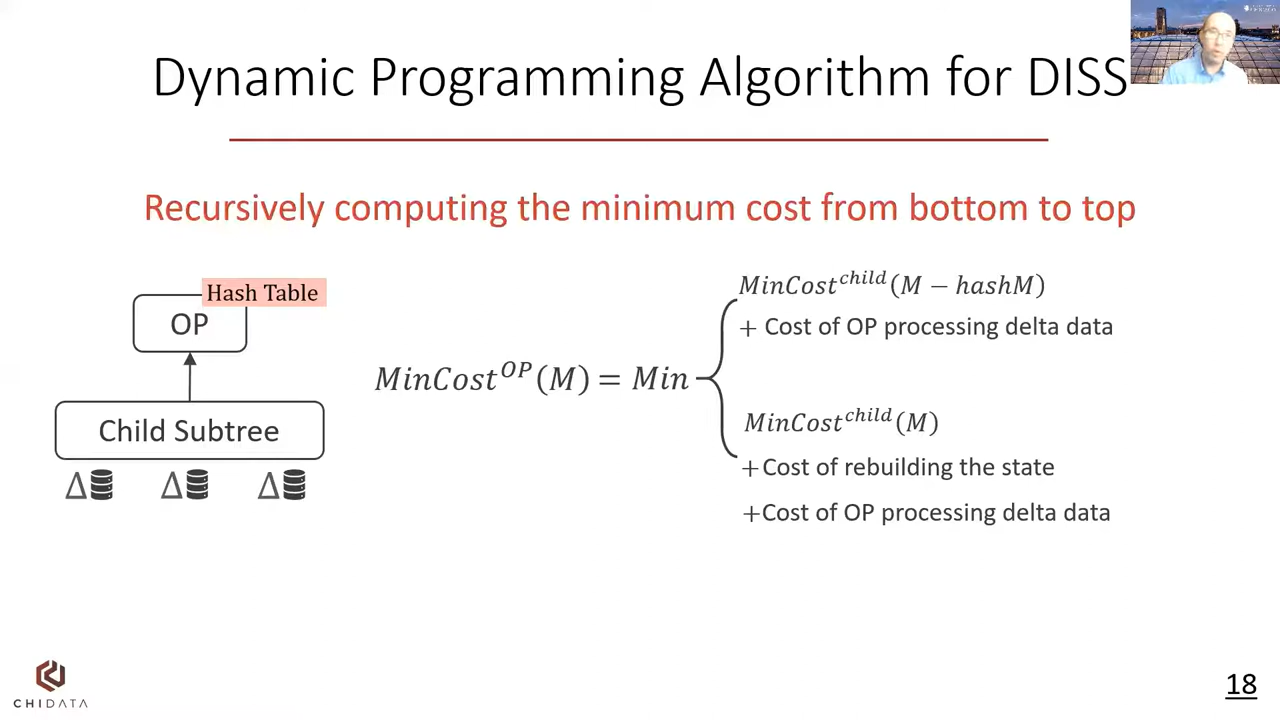 Dynamic Programming Algorithm for DISS
Recursively computing the minimum cost from bottom to top
Hash Table
OP
Child Subtree
Δ Δ Δ
MinCost^{OP}(M) = Min
MinCost^{child}(M − hashM)
+ Cost of OP processing delta data
MinCost^{child}(M)
+Cost of rebuilding the state
+Cost of OP processing delta data
CHIDATA
18